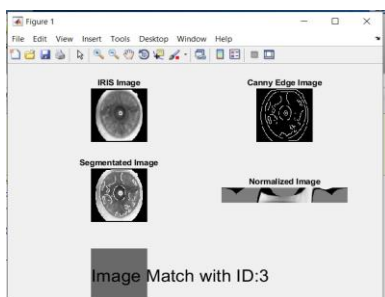 Figure 1
File Edit View Insert Tools Desktop Window Help
IRIS Image
Canny Edge Image
Segmentated Image
Normalized Image
Image Match with ID:3